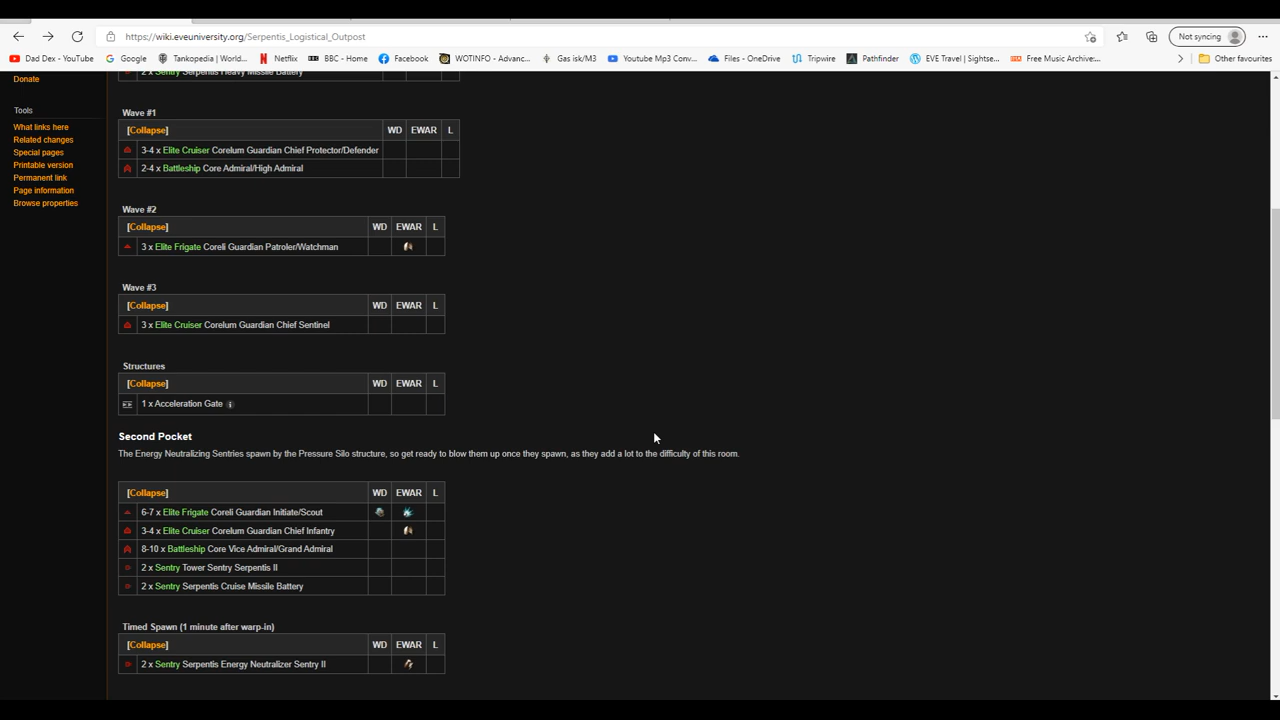 https://wiki.eveuniversity.org/Serpentis_Logistical_Outpost
Not syncing
Dad Dex - YouTube
Google
Tankopedia | World...
Netflix
BBC - Home
Facebook
WOTINFO - Advanc...
Gas isk/M3
Youtube Mp3 Conv...
Files - OneDrive
Tripwire
Pathfinder
EVE Travel | Sightse...
Free Music Archive:...
Other favourites
Donate
Tools
What links here
Related changes
Special pages
Printable version
Permanent link
Page information
Browse properties
2 x Sentry Serpentis Heavy Missile Battery
Wave #1
[Collapse] WD EWAR L
3-4 x Elite Cruiser Corelum Guardian Chief Protector/Defender
2-4 x Battleship Core Admiral/High Admiral
Wave #2
[Collapse] WD EWAR L
3 x Elite Frigate Coreli Guardian Patroler/Watchman
Wave #3
[Collapse] WD EWAR L
3 x Elite Cruiser Corelum Guardian Chief Sentinel
Structures
[Collapse] WD EWAR L
1 x Acceleration Gate
Second Pocket
The Energy Neutralizing Sentries spawn by the Pressure Silo structure, so get ready to blow them up once they spawn, as they add a lot to the difficulty of this room.
[Collapse] WD EWAR L
6-7 x Elite Frigate Coreli Guardian Initiate/Scout
3-4 x Elite Cruiser Corelum Guardian Chief Infantry
8-10 x Battleship Core Vice Admiral/Grand Admiral
2 x Sentry Tower Sentry Serpentis II
2 x Sentry Serpentis Cruise Missile Battery
Timed Spawn (1 minute after warp-in)
[Collapse] WD EWAR L
2 x Sentry Serpentis Energy Neutralizer Sentry II